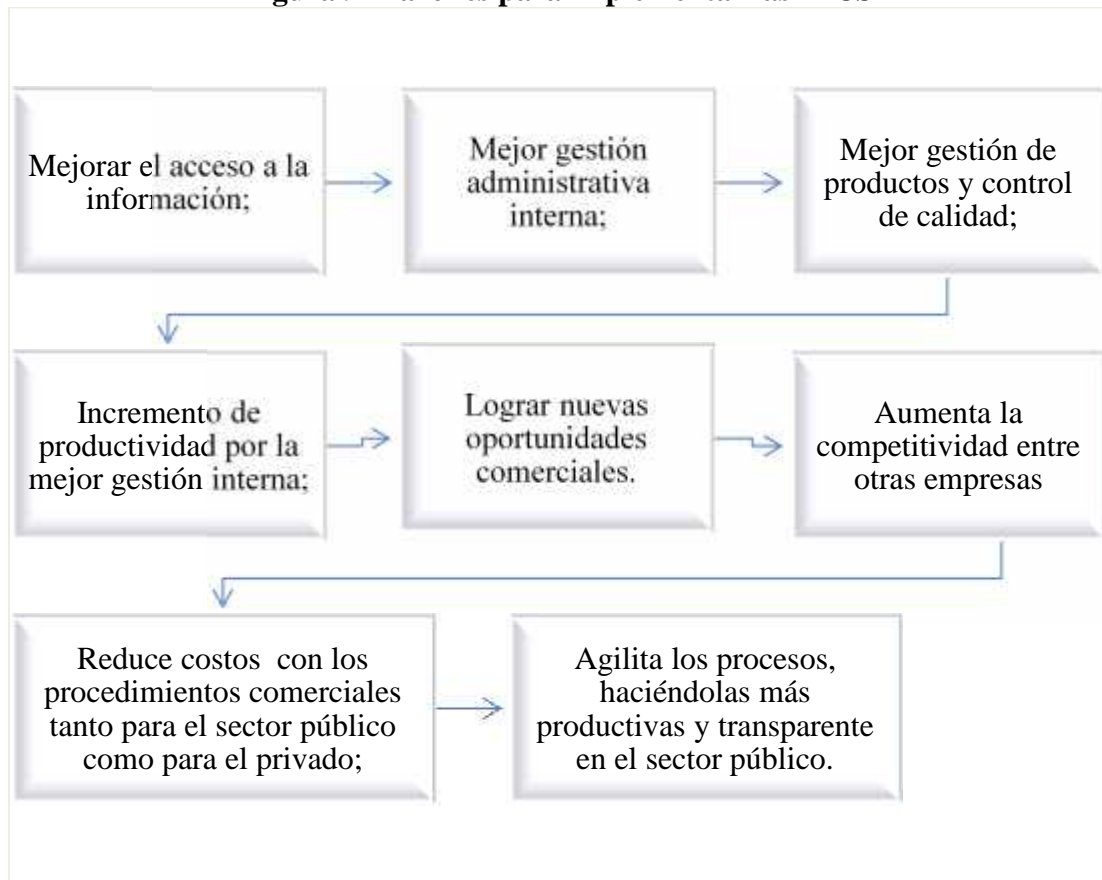 para
Mejorar el acceso a la
información;
Mejor gestión
administrativa
interna;
Mejor gestión de
productos y control
de calidad;
Incremento de
productividad por la
mejor gestión interna;
Lograr nuevas
oportunidades
comerciales.
Aumenta la
competitividad entre
otras empresas
Reduce costos con los
procedimientos comerciales
tanto para el sector público
como para el privado;
Agilita los procesos,
haciéndolas más
productivas y transparente
en el sector público.